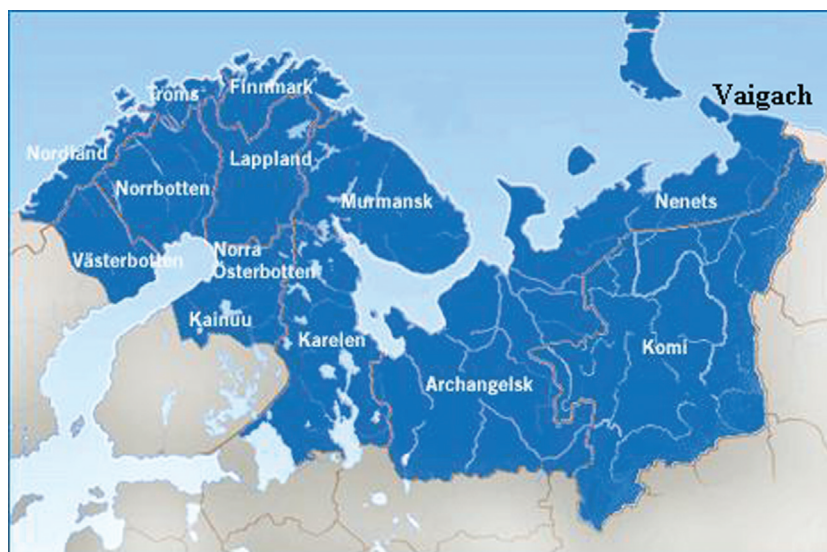 Vaigach
Finnmark
Troms
Nordland
Lappland
Norrbotten
Murmansk
Nenets
Norra
Österbotten
Västerbotten
Kainuu
Karelen
Komi
Archangelsk